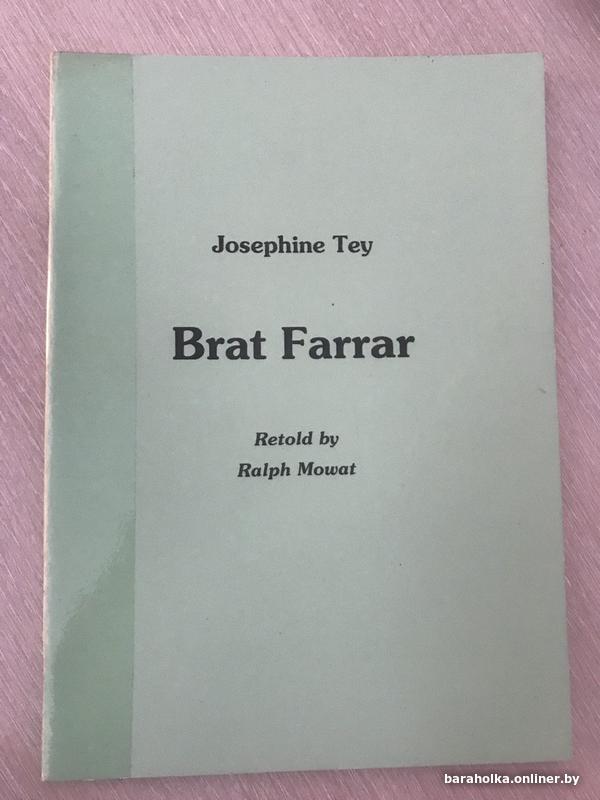 Josephine Tey
Brat Farrar
Retold by
Ralph Mowat
baraholka.onliner.by